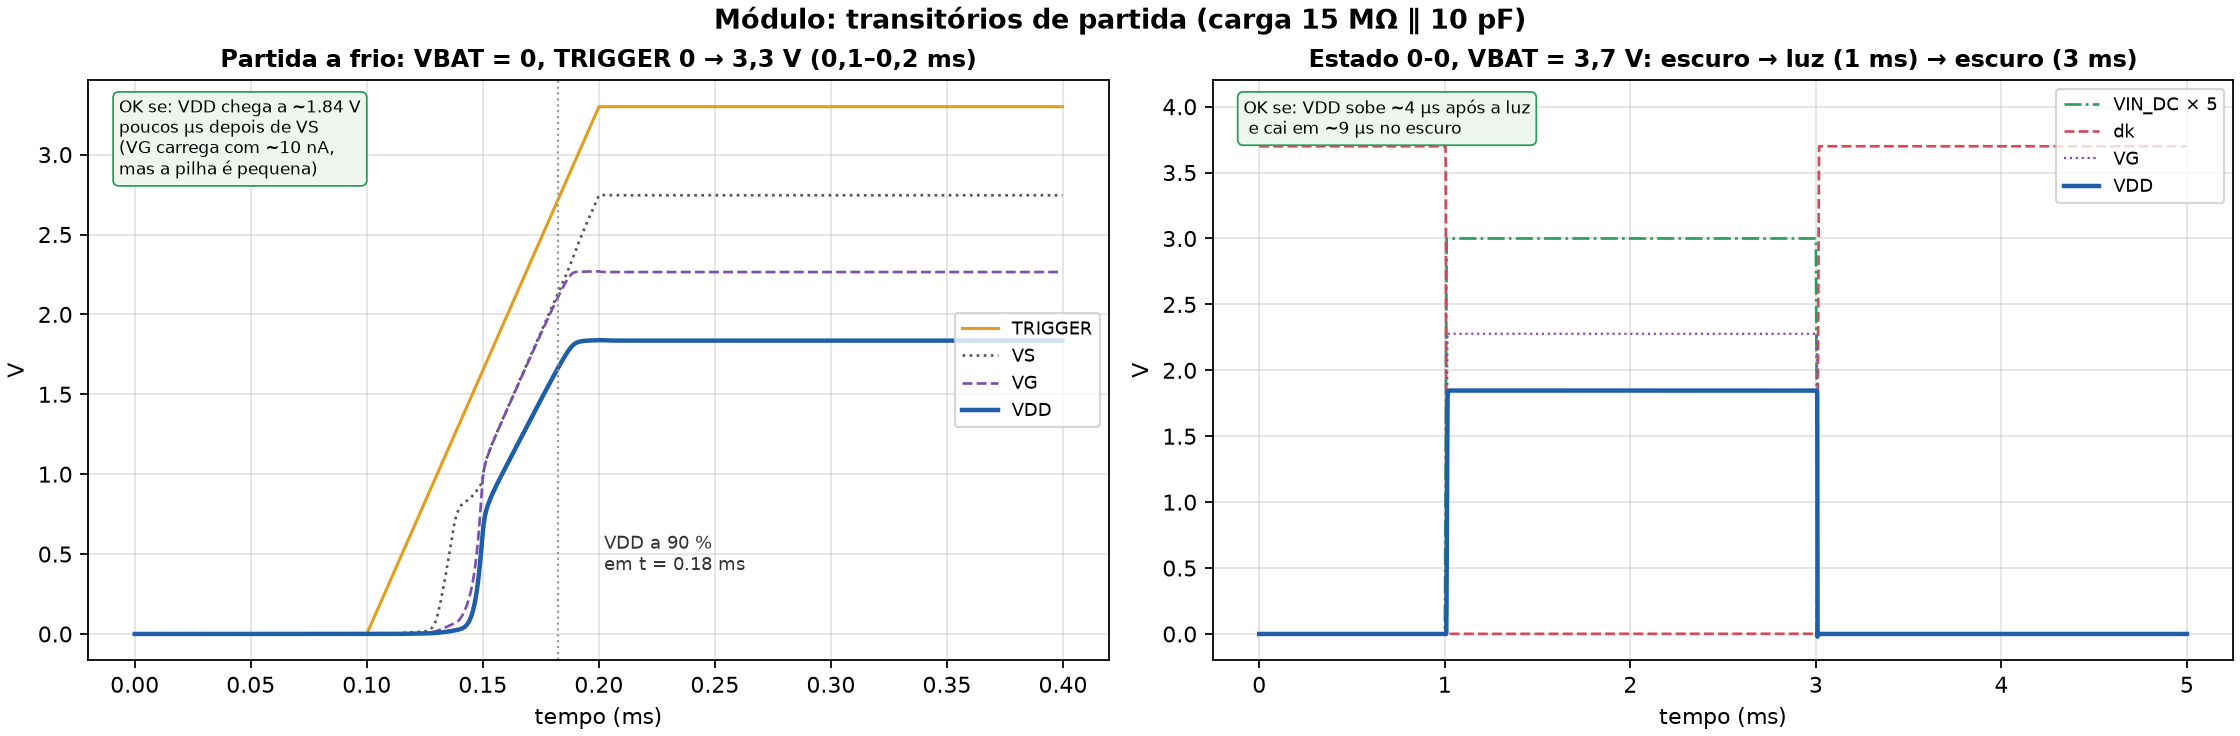 Módulo: transitórios de partida (carga 15 MΩ ∥ 10 pF)
Partida a frio: VBAT = 0, TRIGGER 0 → 3,3 V (0,1–0,2 ms)
OK se: VDD chega a ~1.84 V
poucos µs depois de VS
(VG carrega com ~10 nA,
mas a pilha é pequena)
3.0
2.5
2.0
1.5
1.0
0.5
0.0
V
TRIGGER
VS
VG
VDD
VDD a 90 %
em t = 0.18 ms
0.00 0.05 0.10 0.15 0.20 0.25 0.30 0.35 0.40
tempo (ms)
Estado 0-0, VBAT = 3,7 V: escuro → luz (1 ms) → escuro (3 ms)
OK se: VDD sobe ~4 µs após a luz
e cai em ~9 µs no escuro
VIN_DC × 5
dk
VG
VDD
4.0
3.5
3.0
2.5
2.0
1.5
1.0
0.5
0.0
V
0 1 2 3 4 5
tempo (ms)